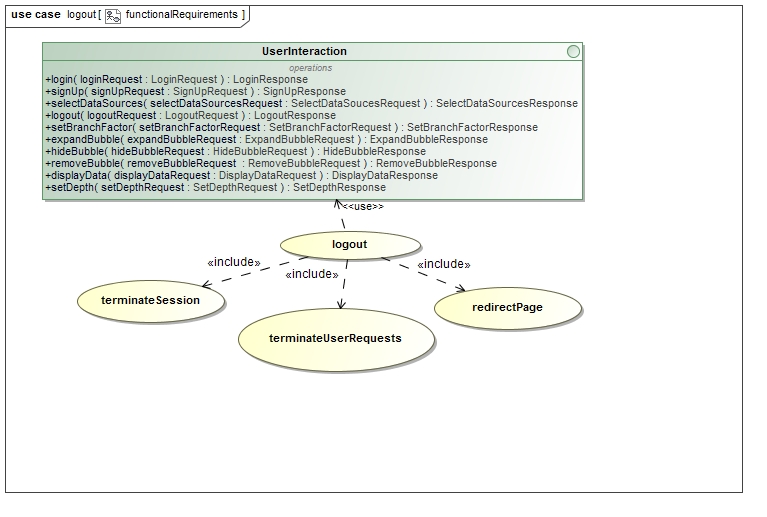 use case logout [ functionalRequirements ]
UserInteraction
operations
+login( loginRequest : LoginRequest ) : LoginResponse
+signUp( signUpRequest : SignUpRequest ) : SignUpResponse
+selectDataSources( selectDataSourcesRequest : SelectDataSoucesRequest ) : SelectDataSourcesResponse
+logout( logoutRequest : LogoutRequest ) : LogoutResponse
+setBranchFactor( setBranchFactorRequest : SetBranchFactorRequest ) : SetBranchFactorResponse
+expandBubble( expandBubbleRequest : ExpandBubbleRequest ) : ExpandBubbleResponse
+hideBubble( hideBubbleRequest : HideBubbleRequest ) : HideBubbleResponse
+removeBubble( removeBubbleRequest : RemoveBubbleRequest ) : RemoveBubbleResponse
+displayData( displayDataRequest : DisplayDataRequest ) : DisplayDataResponse
+setDepth( setDepthRequest : SetDepthRequest ) : SetDepthResponse
<<use>>
logout
«include»
«include»
«include»
terminateSession
redirectPage
terminateUserRequests